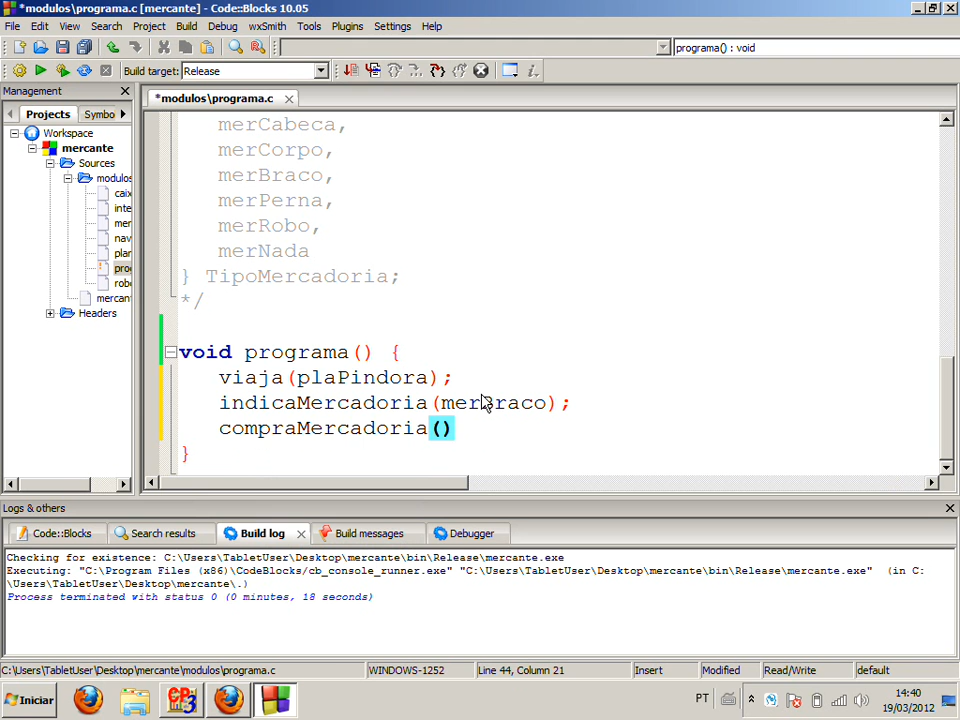 *modulos\programa.c [mercante] - Code::Blocks 10.05
File Edit View Search Project Build Debug wxSmith Tools Plugins Settings Help
programa() : void
Build target: Release
Management
*modulos\programa.c
Projects Symbo
Workspace
mercante
Sources
modulos
caix
inte
mer
nav
plar
pro
robo
mercan
Headers
merCabeca,
merCorpo,
merBraco,
merPerna,
merRobo,
merNada
} TipoMercadoria;
*/
void programa() {
viaja(plaPindora);
indicaMercadoria(merBraco);
compraMercadoria()
}
Logs & others
Code::Blocks Search results Build log Build messages Debugger
Checking for existence: C:\Users\TabletUser\Desktop\mercante\bin\Release\mercante.exe
Executing: "C:\Program Files (x86)\CodeBlocks/cb_console_runner.exe" "C:\Users\TabletUser\Desktop\mercante\bin\Release\mercante.exe"  (in C:
\Users\TabletUser\Desktop\mercante\.)
Process terminated with status 0 (0 minutes, 18 seconds)
C:\Users\TabletUser\Desktop\mercante\modulos\programa.c WINDOWS-1252 Line 44, Column 21 Insert Modified Read/Write default
Iniciar PT 14:40
19/03/2012